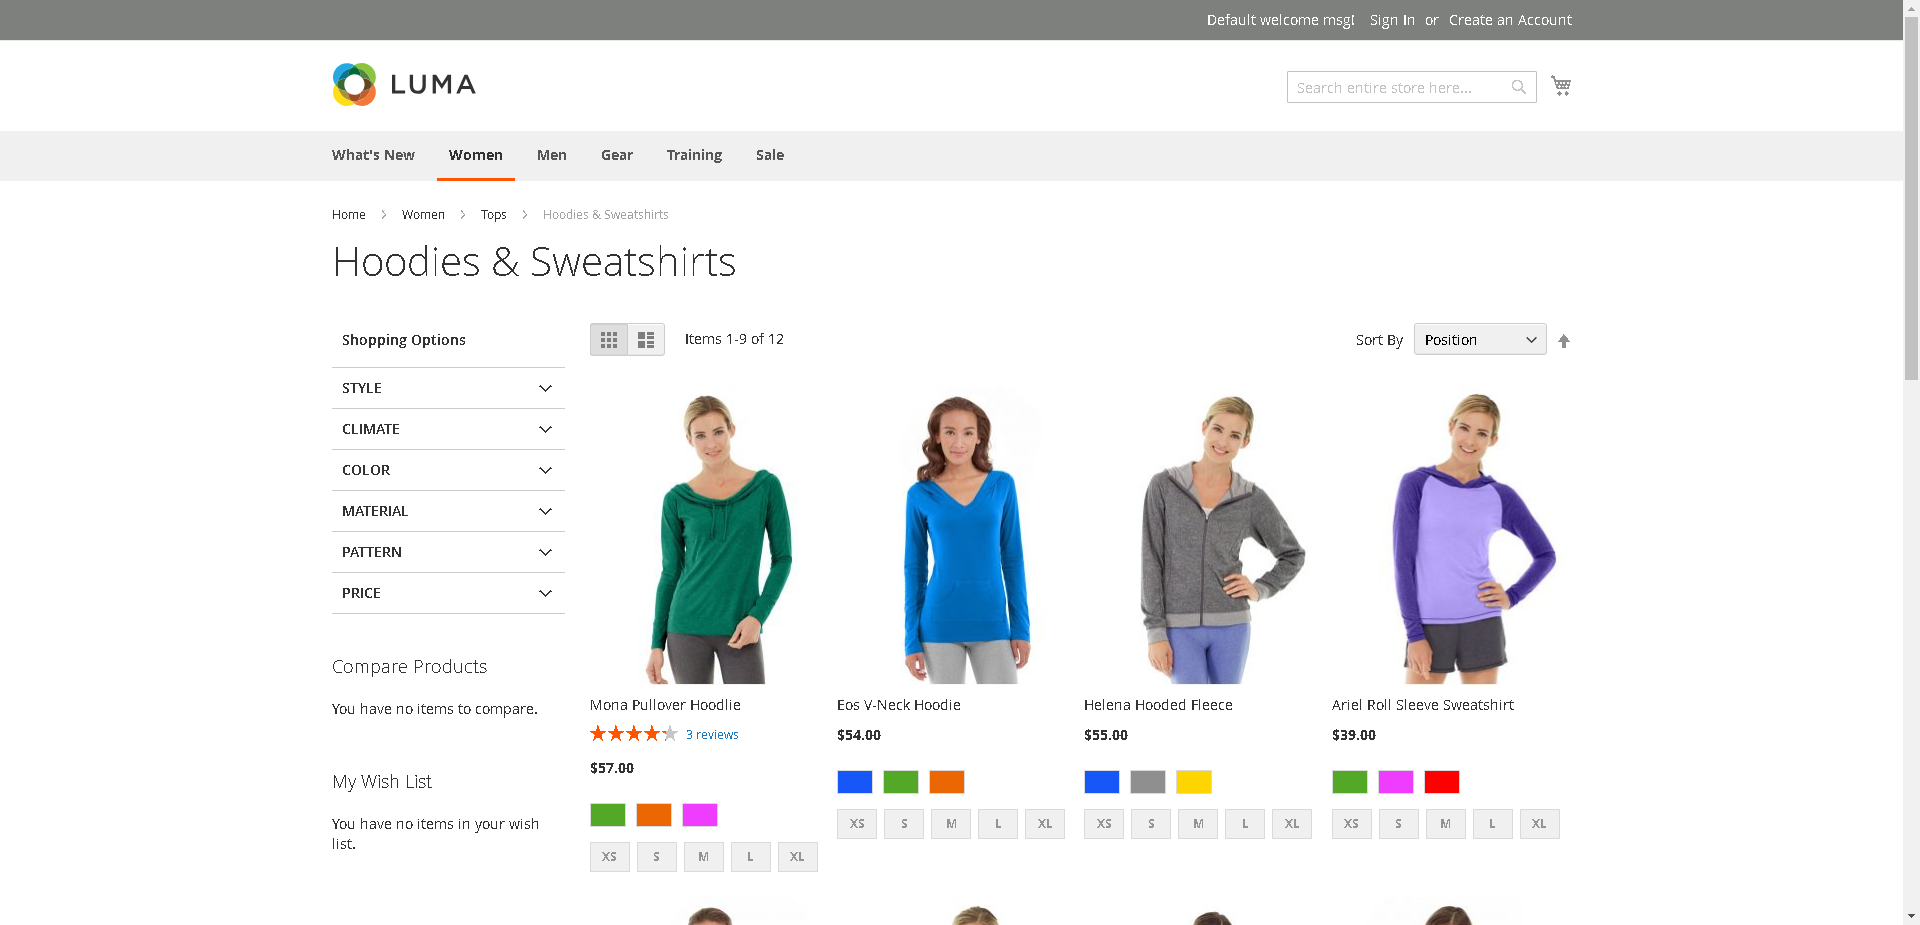 Default welcome msg! Sign In or Create an Account
LUMA
Search entire store here...
What's New Women Men Gear Training Sale
Home Women Tops Hoodies & Sweatshirts
Hoodies & Sweatshirts
Shopping Options
STYLE
CLIMATE
COLOR
MATERIAL
PATTERN
PRICE
Compare Products
You have no items to compare.
My Wish List
You have no items in your wish
list.
Items 1-9 of 12
Sort By Position
Mona Pullover Hoodlie
3 reviews
$57.00
XS S M L XL
Eos V-Neck Hoodie
$54.00
XS S M L XL
Helena Hooded Fleece
$55.00
XS S M L XL
Ariel Roll Sleeve Sweatshirt
$39.00
XS S M L XL